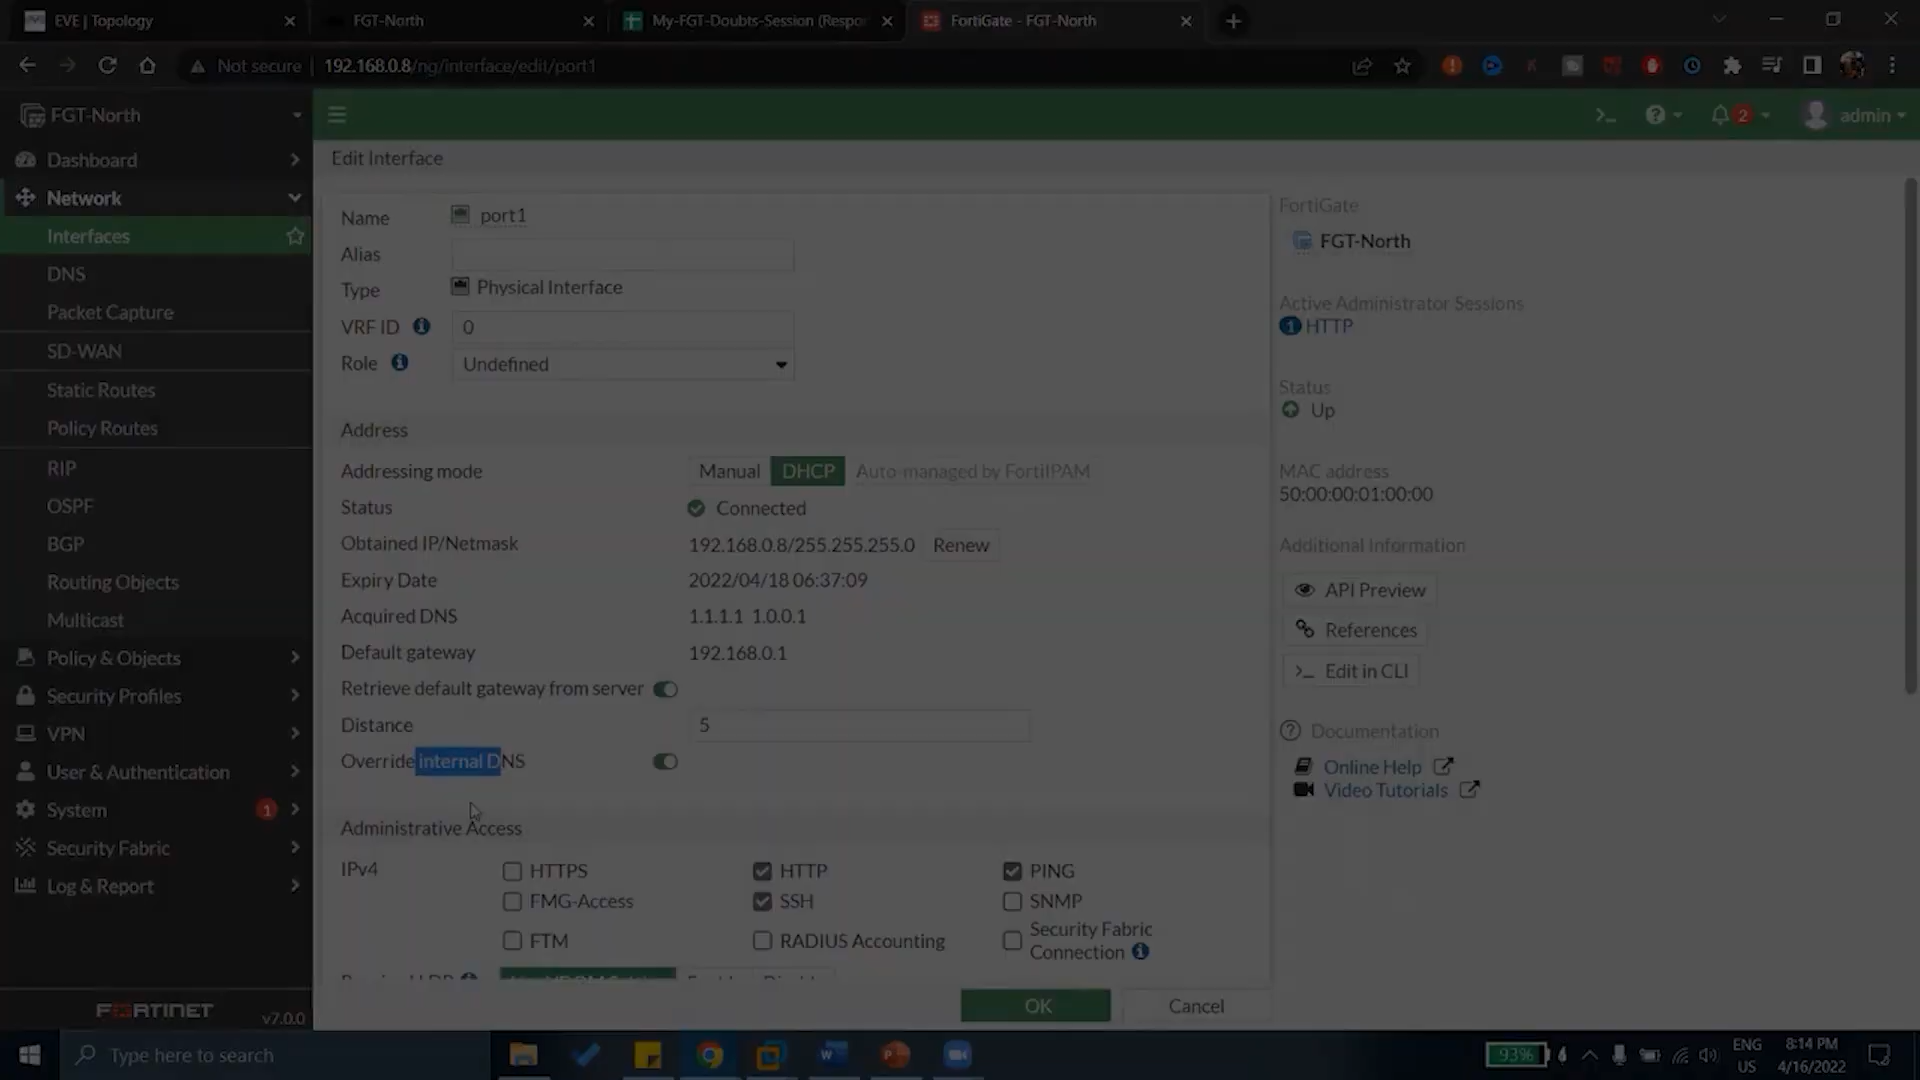 EVE | Topology
FGT-North
My-FGT-Doubts-Session (Respor
FortiGate - FGT-North
Not secure
192.168.0.8/ng/interface/edit/port1
FGT-North
2
admin
Dashboard
Network
Interfaces
DNS
Packet Capture
SD-WAN
Static Routes
Policy Routes
RIP
OSPF
BGP
Routing Objects
Multicast
Policy & Objects
Security Profiles
VPN
User & Authentication
System 1
Security Fabric
Log & Report
FORTINET v7.0.0
Edit Interface
Name port1
Alias
Type Physical Interface
VRF ID 0
Role Undefined
Address
Addressing mode Manual DHCP Auto-managed by FortiIPAM
Status Connected
Obtained IP/Netmask 192.168.0.8/255.255.255.0 Renew
Expiry Date 2022/04/18 06:37:09
Acquired DNS 1.1.1.1 1.0.0.1
Default gateway 192.168.0.1
Retrieve default gateway from server
Distance 5
Override internal DNS
Administrative Access
IPv4 HTTPS HTTP PING
FMG-Access SSH SNMP
FTM RADIUS Accounting Security Fabric
Connection
OK Cancel
FortiGate
FGT-North
Active Administrator Sessions
1 HTTP
Status
Up
MAC address
50:00:00:01:00:00
Additional Information
API Preview
References
>_ Edit in CLI
Documentation
Online Help
Video Tutorials
Type here to search
93%
ENG
US
8:14 PM
4/16/2022